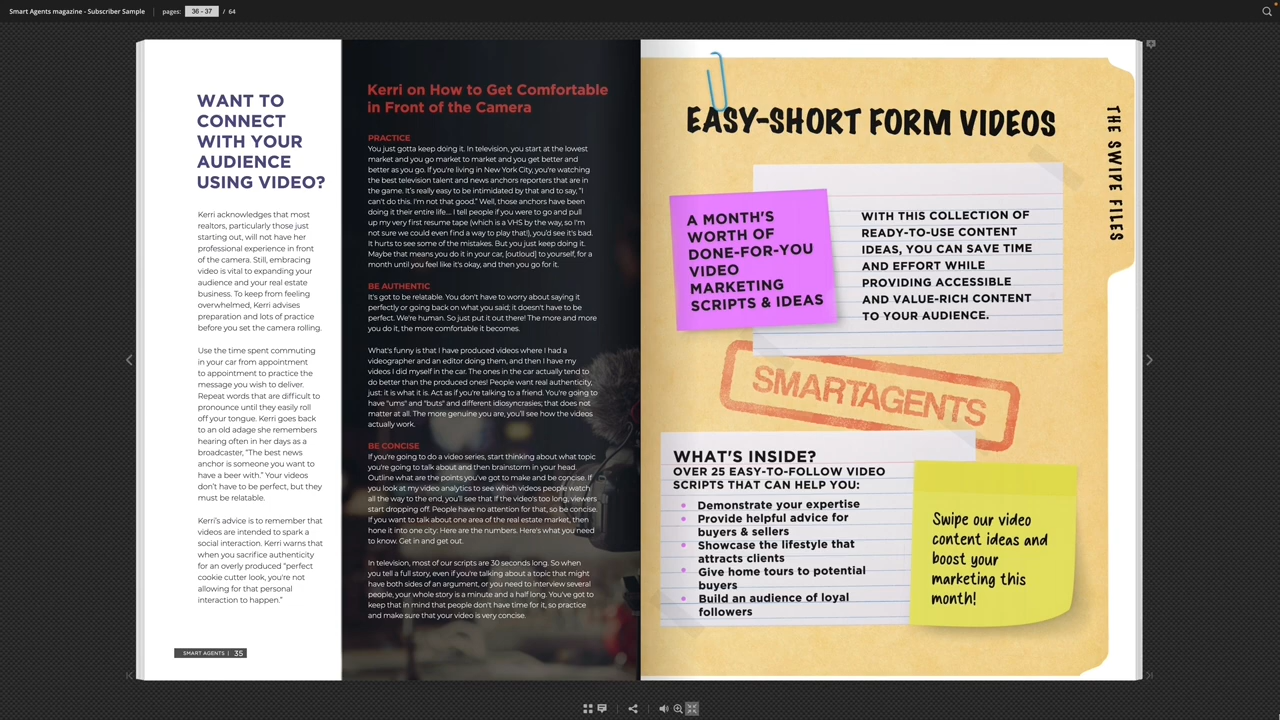 Smart Agents magazine - Subscriber Sample
pages:
36 - 37
/ 64
WANT TO
CONNECT
WITH YOUR
AUDIENCE
USING VIDEO?
Kerri acknowledges that most
realtors, particularly those just
starting out, will not have her
professional experience in front
of the camera. Still, embracing
video is vital to expanding your
audience and your real estate
business. To keep from feeling
overwhelmed, Kerri advises
preparation and lots of practice
before you set the camera rolling.
Use the time spent commuting
in your car from appointment
to appointment to practice the
message you wish to deliver.
Repeat words that are difficult to
pronounce until they easily roll
off your tongue. Kerri goes back
to an old adage she remembers
hearing often in her days as a
broadcaster, “The best news
anchor is someone you want to
have a beer with.” Your videos
don’t have to be perfect, but they
must be relatable.
Kerri’s advice is to remember that
videos are intended to spark a
social interaction. Kerri warns that
when you sacrifice authenticity
for an overly produced “perfect
cookie cutter look, you’re not
allowing for that personal
interaction to happen.”
SMART AGENTS | 35
Kerri on How to Get Comfortable
in Front of the Camera
PRACTICE
You just gotta keep doing it. In television, you start at the lowest
market and you go market to market and you get better and
better as you go. If you're living in New York City, you're watching
the best television talent and news anchors reporters that are in
the game. It's really easy to be intimidated by that and to say, "I
can't do this. I'm not that good." Well, those anchors have been
doing it their entire life... I tell people if you were to go and pull
up my very first resume tape (which is a VHS by the way, so I'm
not sure we could even find a way to play that!), you'd see it's bad.
It hurts to see some of the mistakes. But you just keep doing it.
Maybe that means you do it in your car, [outloud] to yourself, for a
month until you feel like it's okay, and then you go for it.
BE AUTHENTIC
It's got to be relatable. You don't have to worry about saying it
perfectly or going back on what you said; it doesn't have to be
perfect. We're human. So just put it out there! The more and more
you do it, the more comfortable it becomes.
What's funny is that I have produced videos where I had a
videographer and an editor doing them, and then I have my
videos I did myself in the car. The ones in the car actually tend to
do better than the produced ones! People want real authenticity,
just: it is what it is. Act as if you're talking to a friend. You're going to
have "ums" and "buts" and different idiosyncrasies; that does not
matter at all. The more genuine you are, you'll see how the videos
actually work.
BE CONCISE
If you're going to do a video series, start thinking about what topic
you're going to talk about and then brainstorm in your head.
Outline what are the points you've got to make and be concise. If
you look at my video analytics to see which videos people watch
all the way to the end, you'll see that if the video's too long, viewers
start dropping off. People have no attention for that, so be concise.
If you want to talk about one area of the real estate market, then
hone it into one city: Here are the numbers. Here's what you need
to know. Get in and get out.
In television, most of our scripts are 30 seconds long. So when
you tell a full story, even if you're talking about a topic that might
have both sides of an argument, or you need to interview several
people, your whole story is a minute and a half long. You've got to
keep that in mind that people don't have time for it, so practice
and make sure that your video is very concise.
EASY-SHORT FORM VIDEOS
THE SWIPE FILES
A MONTH'S
WORTH OF
DONE-FOR-YOU
VIDEO
MARKETING
SCRIPTS & IDEAS
WITH THIS COLLECTION OF
READY-TO-USE CONTENT
IDEAS, YOU CAN SAVE TIME
AND EFFORT WHILE
PROVIDING ACCESSIBLE
AND VALUE-RICH CONTENT
TO YOUR AUDIENCE.
SMARTAGENTS
WHAT'S INSIDE?
OVER 25 EASY-TO-FOLLOW VIDEO
SCRIPTS THAT CAN HELP YOU:
• Demonstrate your expertise
• Provide helpful advice for
buyers & sellers
• Showcase the lifestyle that
attracts clients
• Give home tours to potential
buyers
• Build an audience of loyal
followers
Swipe our video
content ideas and
boost your
marketing this
month!